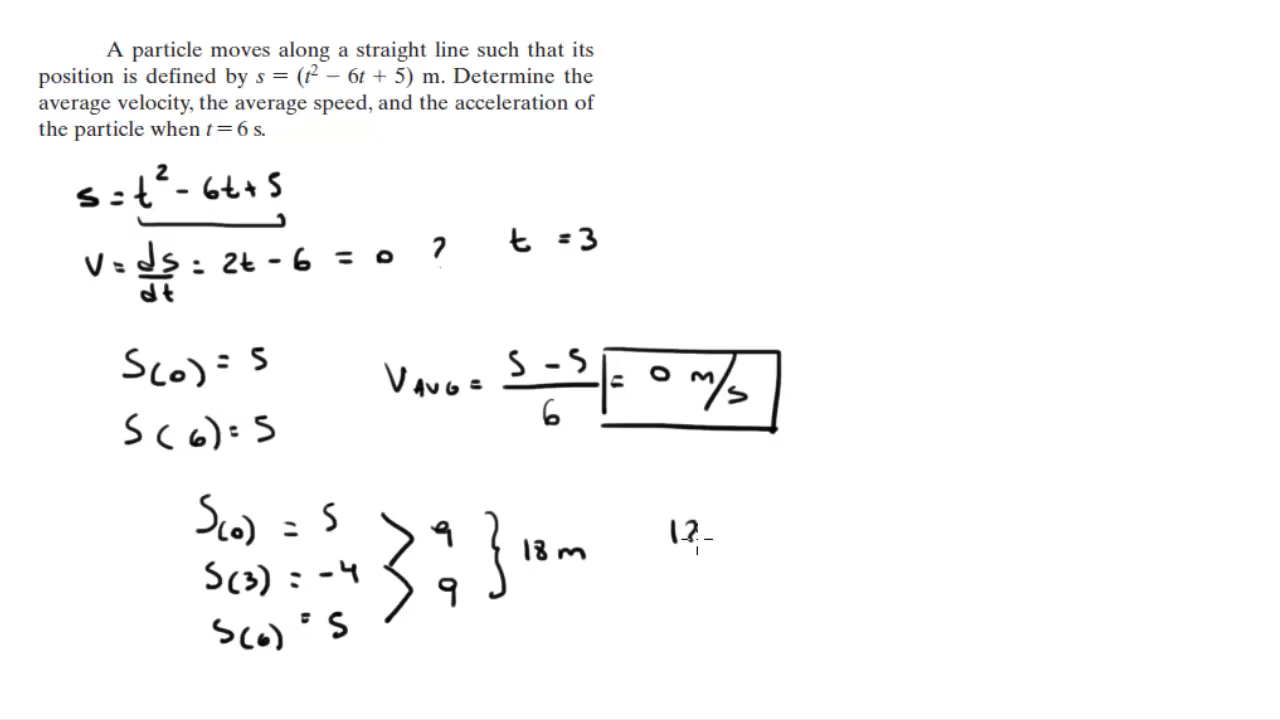 A particle moves along a straight line such that its
position is defined by s = (t² − 6t + 5) m. Determine the
average velocity, the average speed, and the acceleration of
the particle when t = 6 s.
s = t² - 6t + 5
v = ds/dt = 2t - 6 = 0 ? t = 3
S(0) = 5
V AVG = (5 - 5)/6 = 0 m/s
S(6) = 5
S(0) = 5
9
S(3) = -4
18 m
9
S(6) = 5